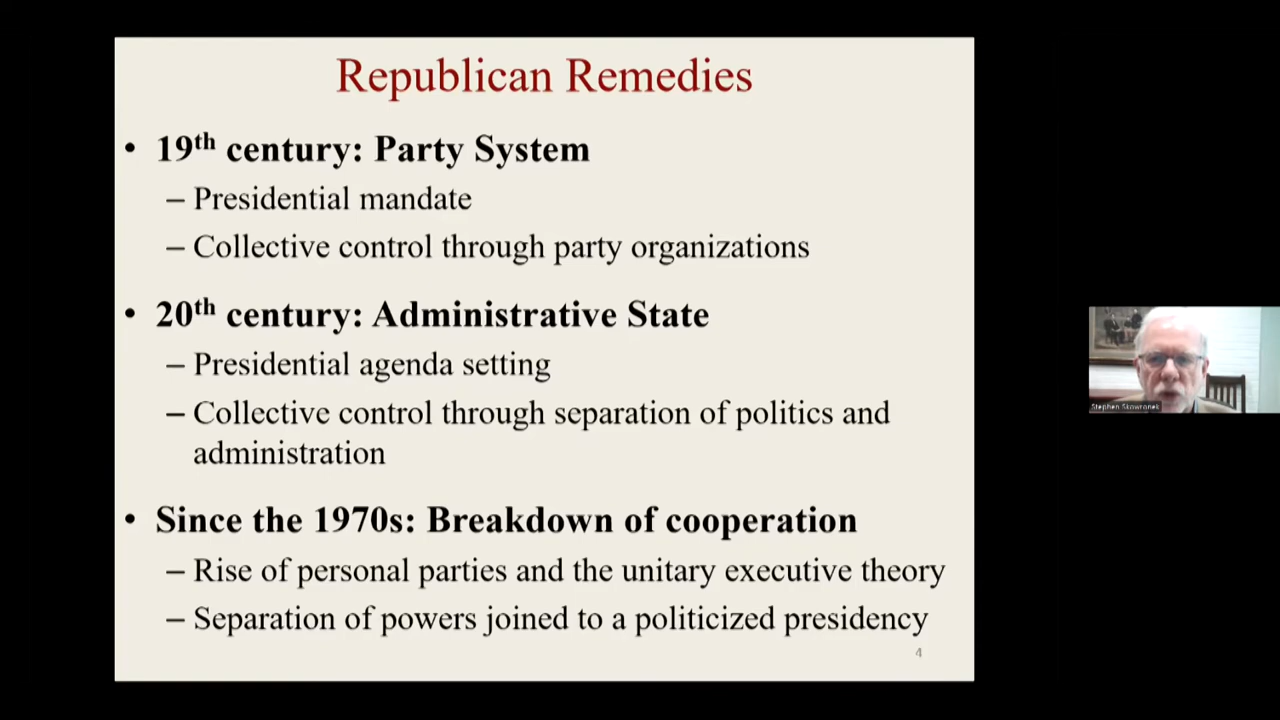 Republican Remedies
• 19th century: Party System
– Presidential mandate
– Collective control through party organizations
• 20th century: Administrative State
– Presidential agenda setting
– Collective control through separation of politics and
administration
• Since the 1970s: Breakdown of cooperation
– Rise of personal parties and the unitary executive theory
– Separation of powers joined to a politicized presidency
4
Stephen Skowronek